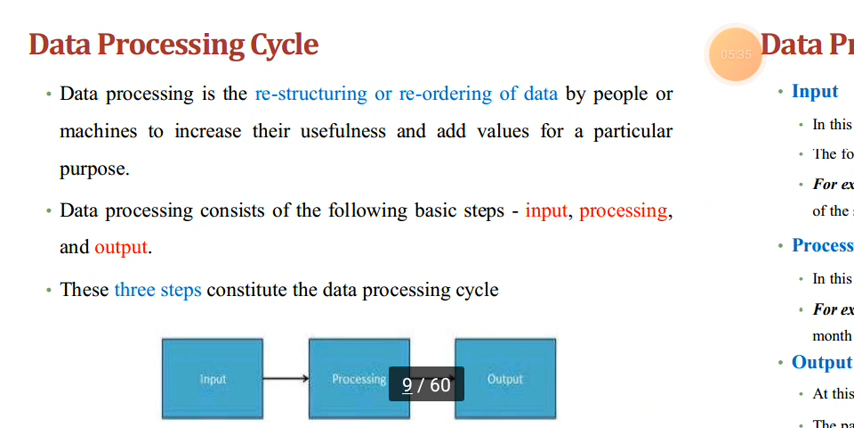 Data Processing Cycle
• Data processing is the re-structuring or re-ordering of data by people or
machines to increase their usefulness and add values for a particular
purpose.
• Data processing consists of the following basic steps - input, processing,
and output.
• These three steps constitute the data processing cycle
Input
Processing
Output
9 / 60
05:35
Data Pr
• Input
• In this
• The fo
• For ex
of the
• Process
• In this
• For ex
month
• Output
• At this
• The pa